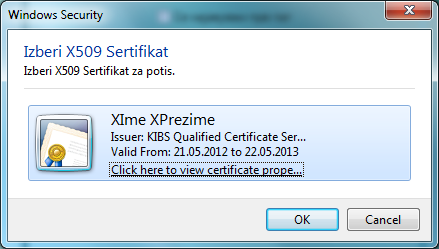 Windows Security
Izberi X509 Sertifikat
Izberi X509 Sertifikat za potis.
XIme XPrezime
Issuer: KIBS Qualified Certificate Ser...
Valid From: 21.05.2012 to 22.05.2013
Click here to view certificate prope...
OK
Cancel